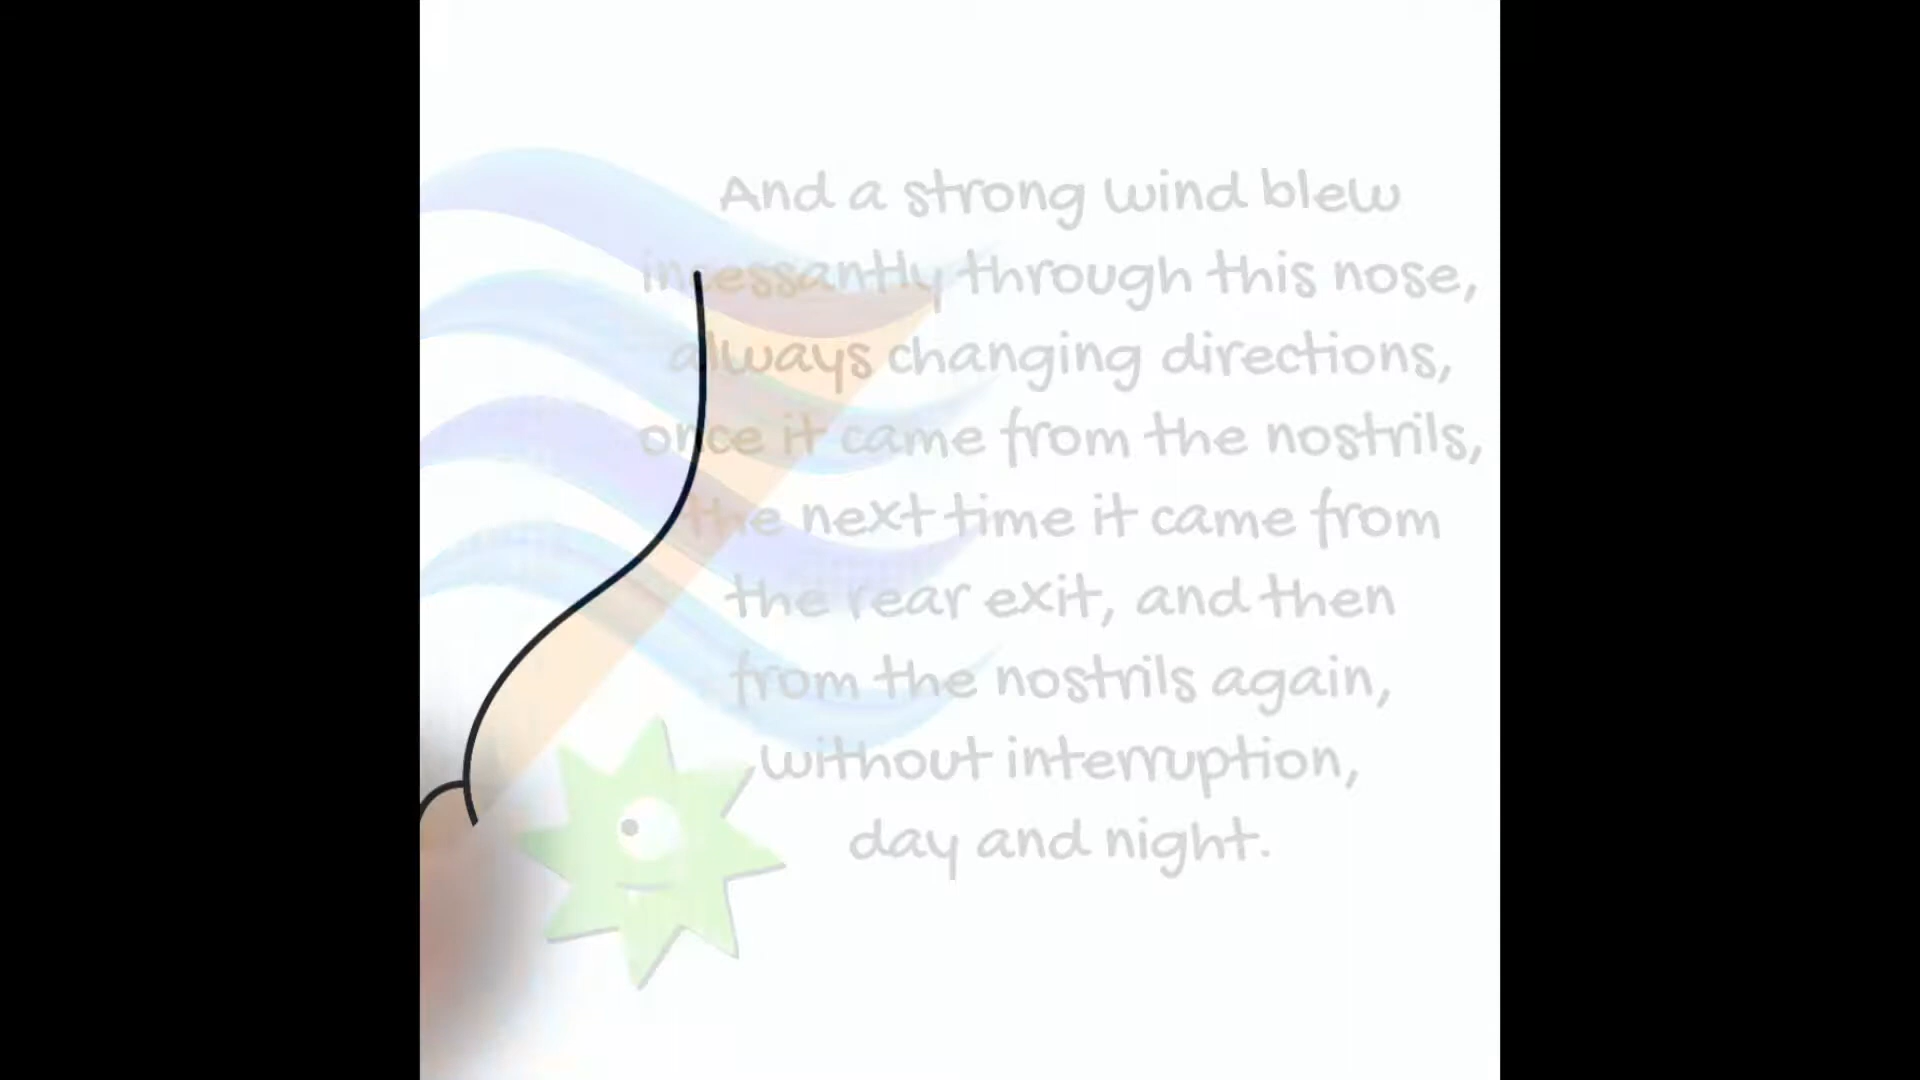 And a strong wind blew
incessantly through this nose,
always changing directions,
once it came from the nostrils,
the next time it came from
the rear exit, and then
from the nostrils again,
without interruption,
day and night.